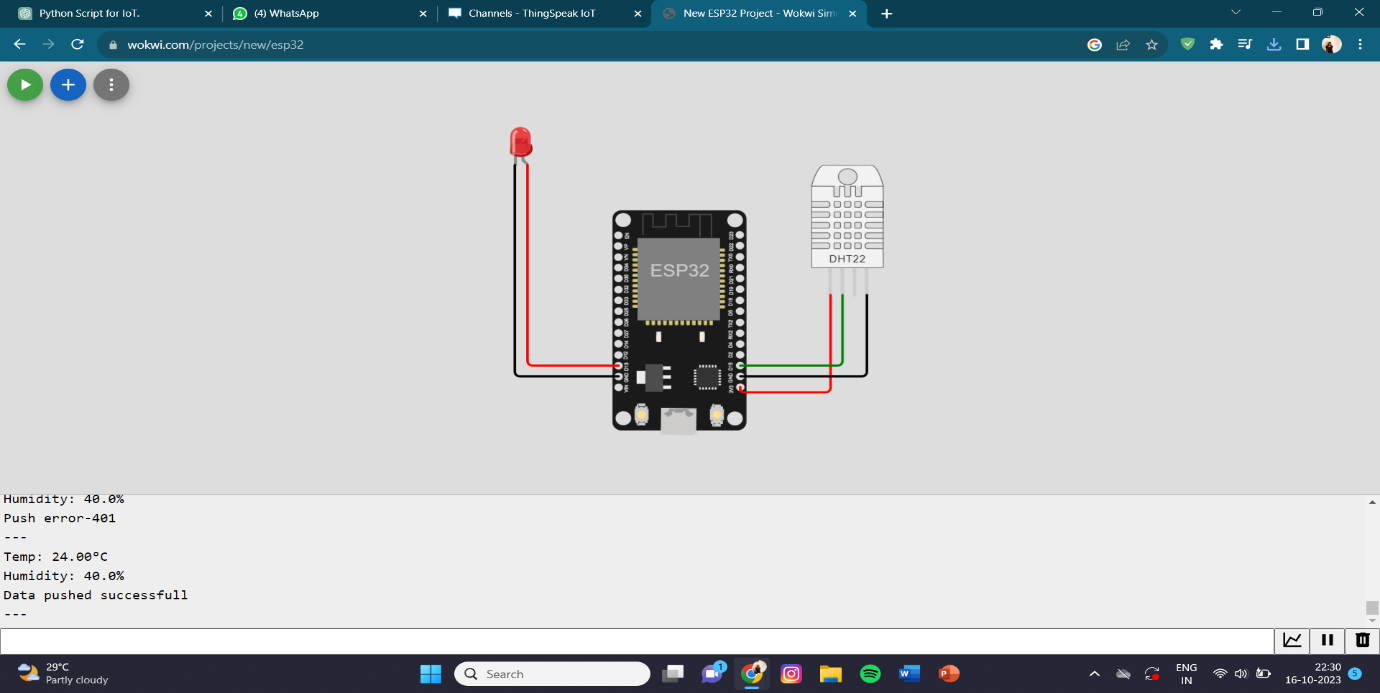 Python Script for IoT.
(4) WhatsApp
Channels - ThingSpeak IoT
New ESP32 Project - Wokwi Sim
wokwi.com/projects/new/esp32
ESP32
DHT22
Humidity: 40.0%
Push error-401
---
Temp: 24.00°C
Humidity: 40.0%
Data pushed successfull
---
29°C
Partly cloudy
Search
1
ENG
IN
22:30
16-10-2023
5